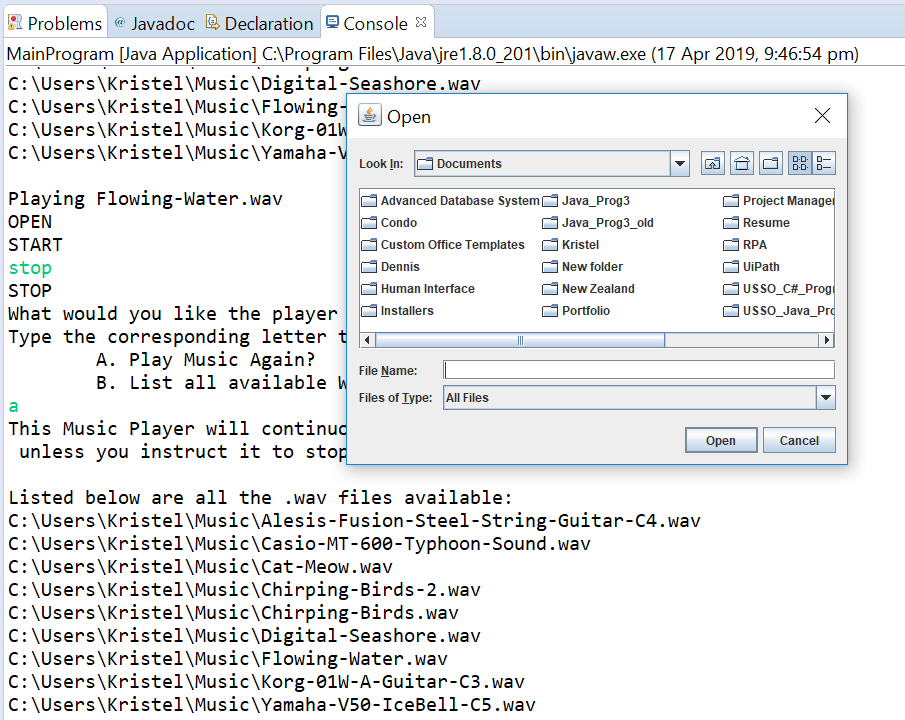 Problems @ Javadoc Declaration Console
MainProgram [Java Application] C:\Program Files\Java\jre1.8.0_201\bin\javaw.exe (17 Apr 2019, 9:46:54 pm)
C:\Users\Kristel\Music\Digital-Seashore.wav
C:\Users\Kristel\Music\Flowing-
C:\Users\Kristel\Music\Korg-01W
C:\Users\Kristel\Music\Yamaha-V
Playing Flowing-Water.wav
OPEN
START
stop
STOP
What would you like the player
Type the corresponding letter t
A. Play Music Again?
B. List all available W
a
This Music Player will continuo
unless you instruct it to stop
Listed below are all the .wav files available:
C:\Users\Kristel\Music\Alesis-Fusion-Steel-String-Guitar-C4.wav
C:\Users\Kristel\Music\Casio-MT-600-Typhoon-Sound.wav
C:\Users\Kristel\Music\Cat-Meow.wav
C:\Users\Kristel\Music\Chirping-Birds-2.wav
C:\Users\Kristel\Music\Chirping-Birds.wav
C:\Users\Kristel\Music\Digital-Seashore.wav
C:\Users\Kristel\Music\Flowing-Water.wav
C:\Users\Kristel\Music\Korg-01W-A-Guitar-C3.wav
C:\Users\Kristel\Music\Yamaha-V50-IceBell-C5.wav
Open
Look In: Documents
Advanced Database System Java_Prog3 Project Manager
Condo Java_Prog3_old Resume
Custom Office Templates Kristel RPA
Dennis New folder UiPath
Human Interface New Zealand USSO_C#_Progr
Installers Portfolio USSO_Java_Pro
File Name:
Files of Type: All Files
Open Cancel